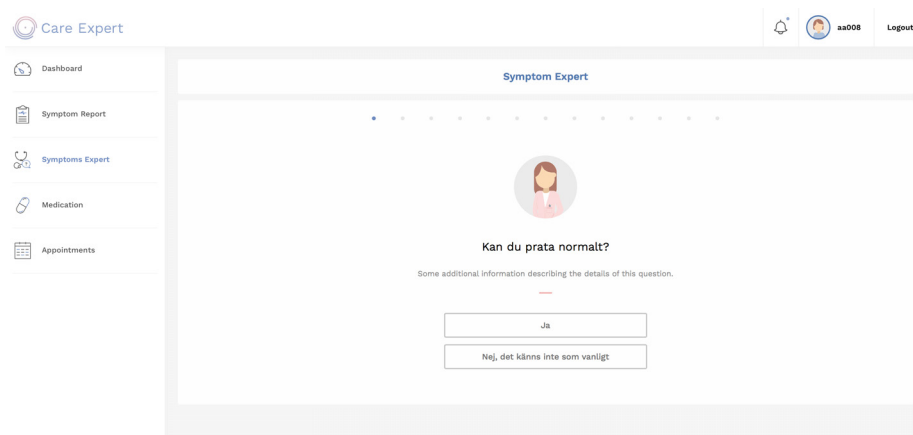 Care Expert
aa008
Logout
Dashboard
Symptom Expert
Symptom Report
Symptoms Expert
Medication
Appointments
Kan du prata normalt?
Some additional information describing the details of this question.
Ja
Nej, det känns inte som vanligt